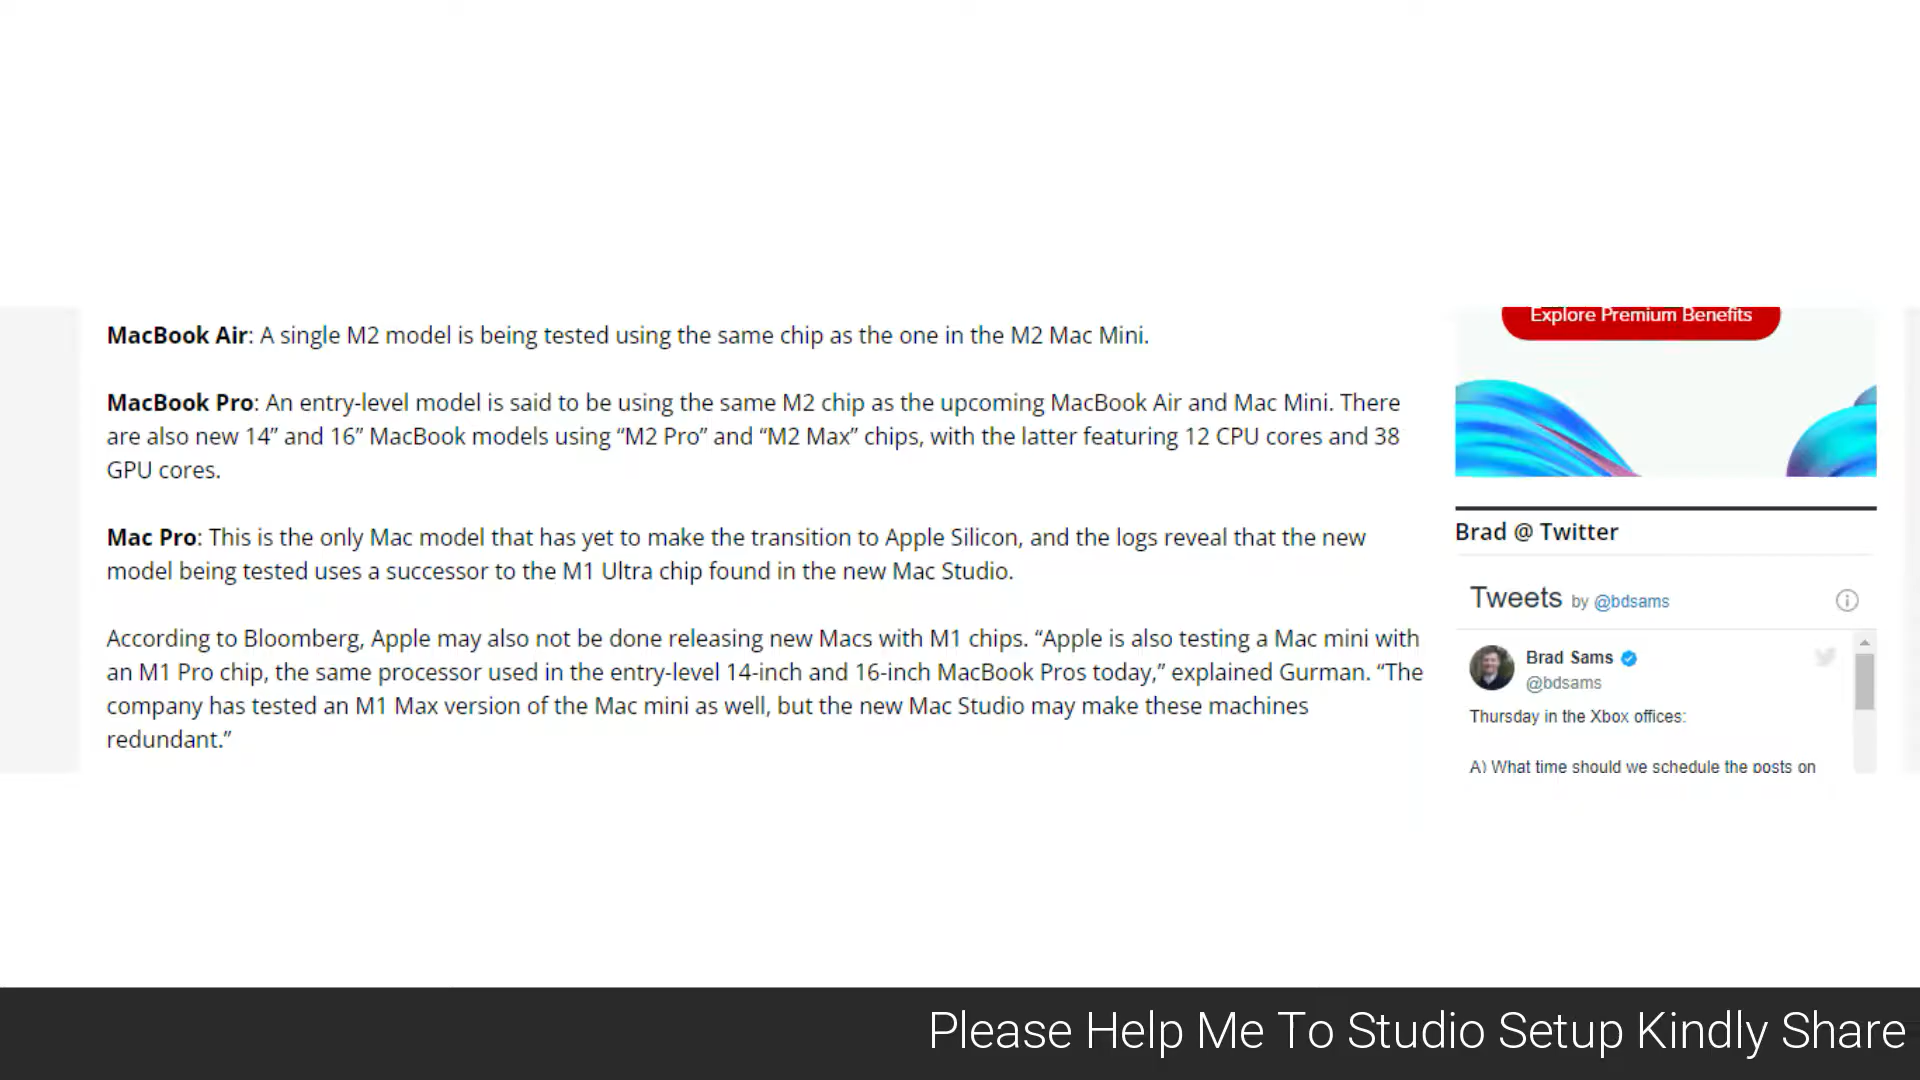 MacBook Air: A single M2 model is being tested using the same chip as the one in the M2 Mac Mini.
MacBook Pro: An entry-level model is said to be using the same M2 chip as the upcoming MacBook Air and Mac Mini. There
are also new 14” and 16” MacBook models using “M2 Pro” and “M2 Max” chips, with the latter featuring 12 CPU cores and 38
GPU cores.
Mac Pro: This is the only Mac model that has yet to make the transition to Apple Silicon, and the logs reveal that the new
model being tested uses a successor to the M1 Ultra chip found in the new Mac Studio.
According to Bloomberg, Apple may also not be done releasing new Macs with M1 chips. “Apple is also testing a Mac mini with
an M1 Pro chip, the same processor used in the entry-level 14-inch and 16-inch MacBook Pros today,” explained Gurman. “The
company has tested an M1 Max version of the Mac mini as well, but the new Mac Studio may make these machines
redundant.”
Explore Premium Benefits
Brad @ Twitter
Tweets by @bdsams
Brad Sams
@bdsams
Thursday in the Xbox offices:
A) What time should we schedule the posts on
Please Help Me To Studio Setup Kindly Share